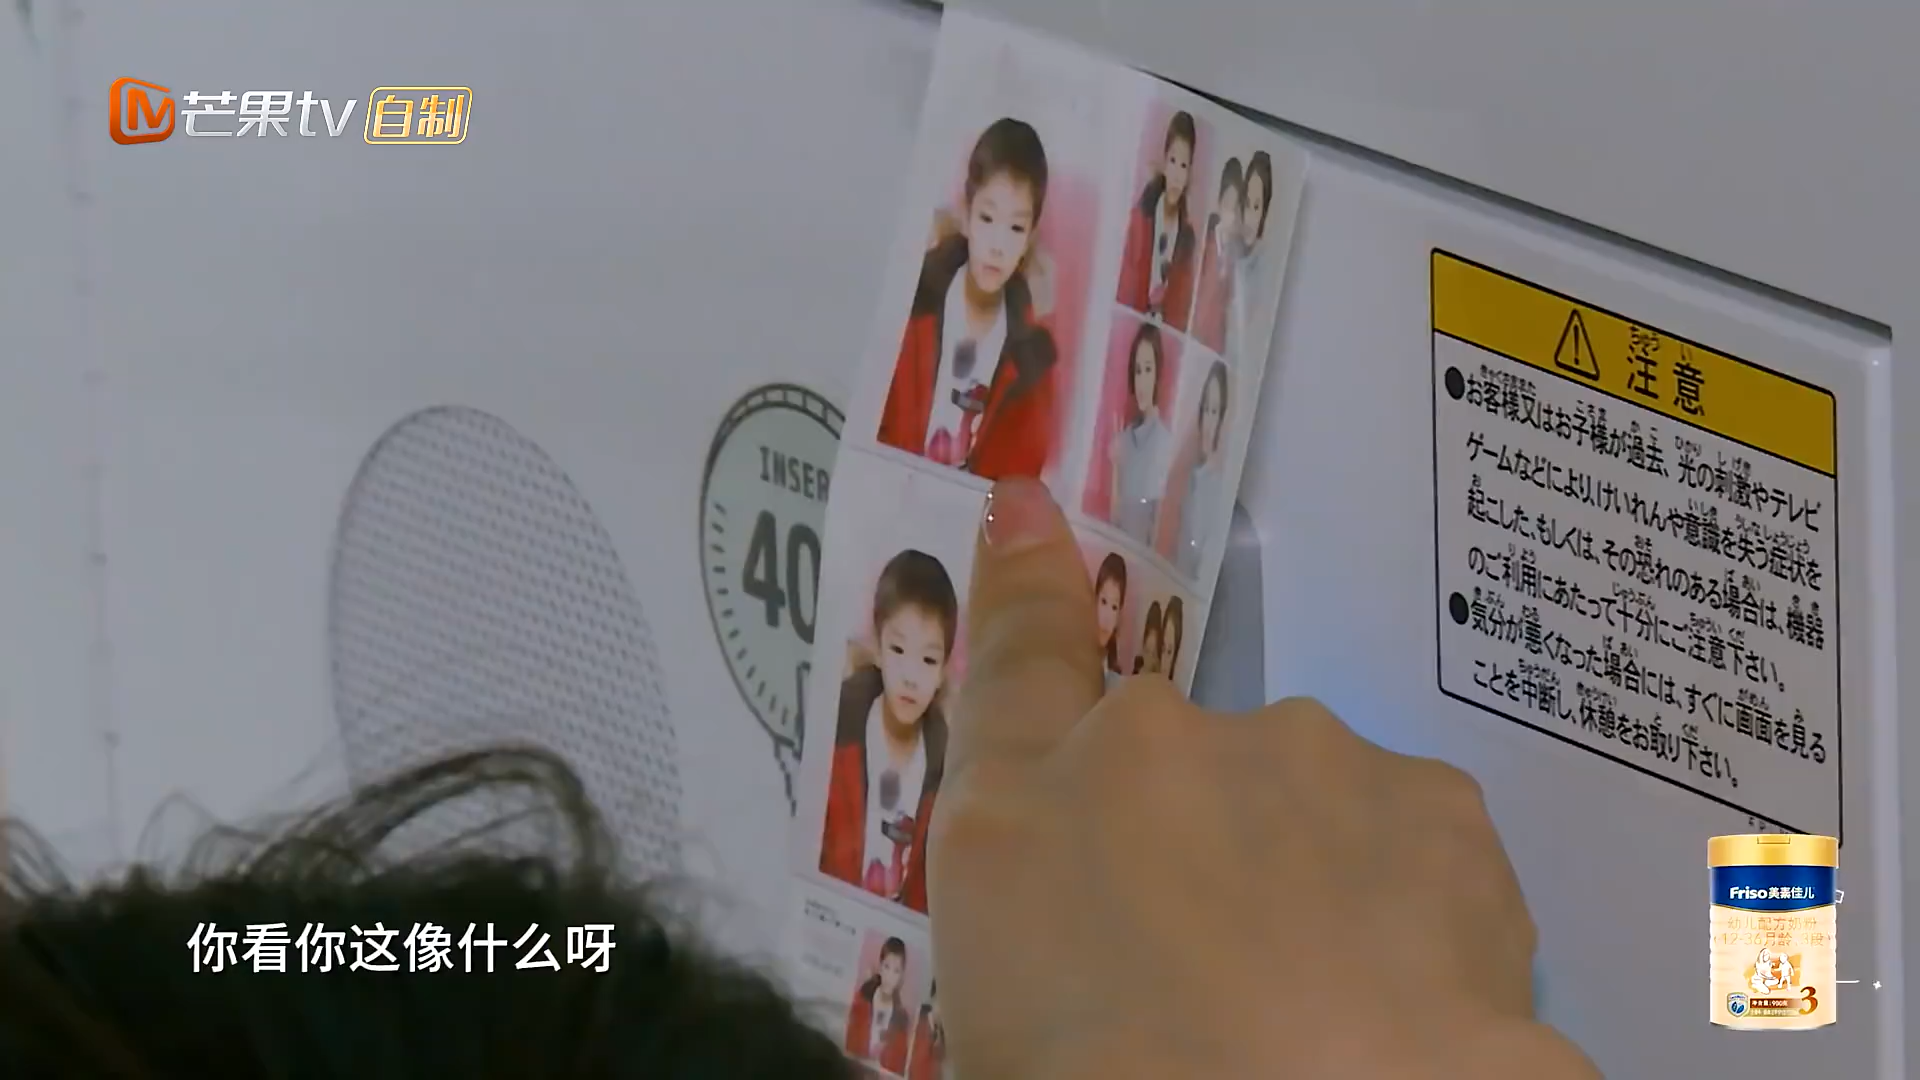 芒果tv 自制
INSER
40
注意
●お客様又はお子様が過去、光の刺激やテレビ
ゲームなどにより、けいれんや意識を失う症状を
起こした、もしくは、その恐れのある場合は、機器
のご利用にあたって十分にご注意下さい。
●気分が悪くなった場合には、すぐに画面を見る
ことを中断し、休憩をお取り下さい。
Friso美素佳儿
幼儿配方奶粉
12-36月龄,3段
3
你看你这像什么呀